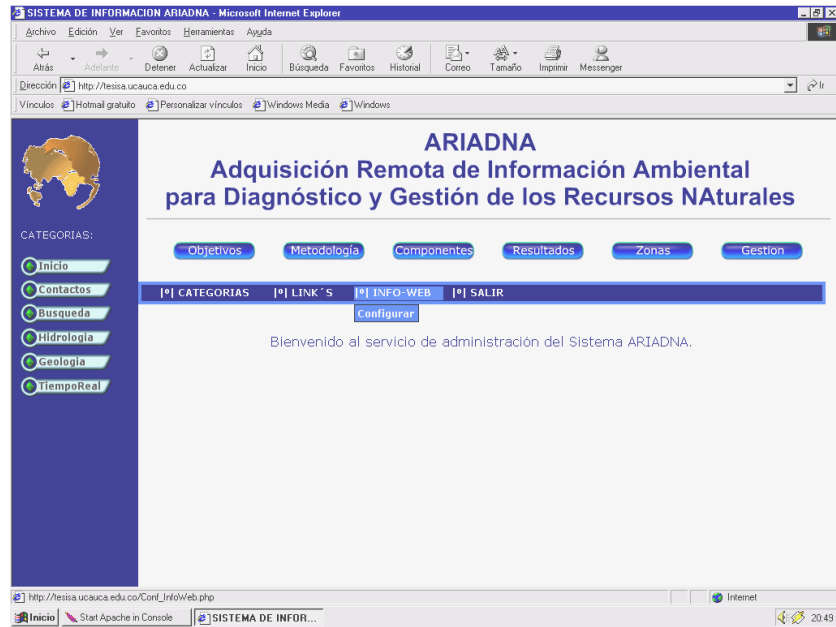 SISTEMA DE INFORMACION ARIADNA - Microsoft Internet Explorer
Archivo Edición Ver Favoritos Herramientas Ayuda
Atrás Adelante Detener Actualizar Inicio Búsqueda Favoritos Historial Correo Tamaño Imprimir Messenger
Dirección http://tesisa.ucauca.edu.co Ir
Vínculos Hotmail gratuito Personalizar vínculos Windows Media Windows
ARIADNA
Adquisición Remota de Información Ambiental
para Diagnóstico y Gestión de los Recursos NAturales
CATEGORIAS:
Inicio
Contactos
Busqueda
Hidrologia
Geologia
TiempoReal
Objetivos Metodología Componentes Resultados Zonas Gestion
|º| CATEGORIAS |º| LINK´S |º| INFO-WEB |º| SALIR
Configurar
Bienvenido al servicio de administración del Sistema ARIADNA.
http://tesisa.ucauca.edu.co/Conf_InfoWeb.php Internet
Inicio Start Apache in Console SISTEMA DE INFOR... 20:49